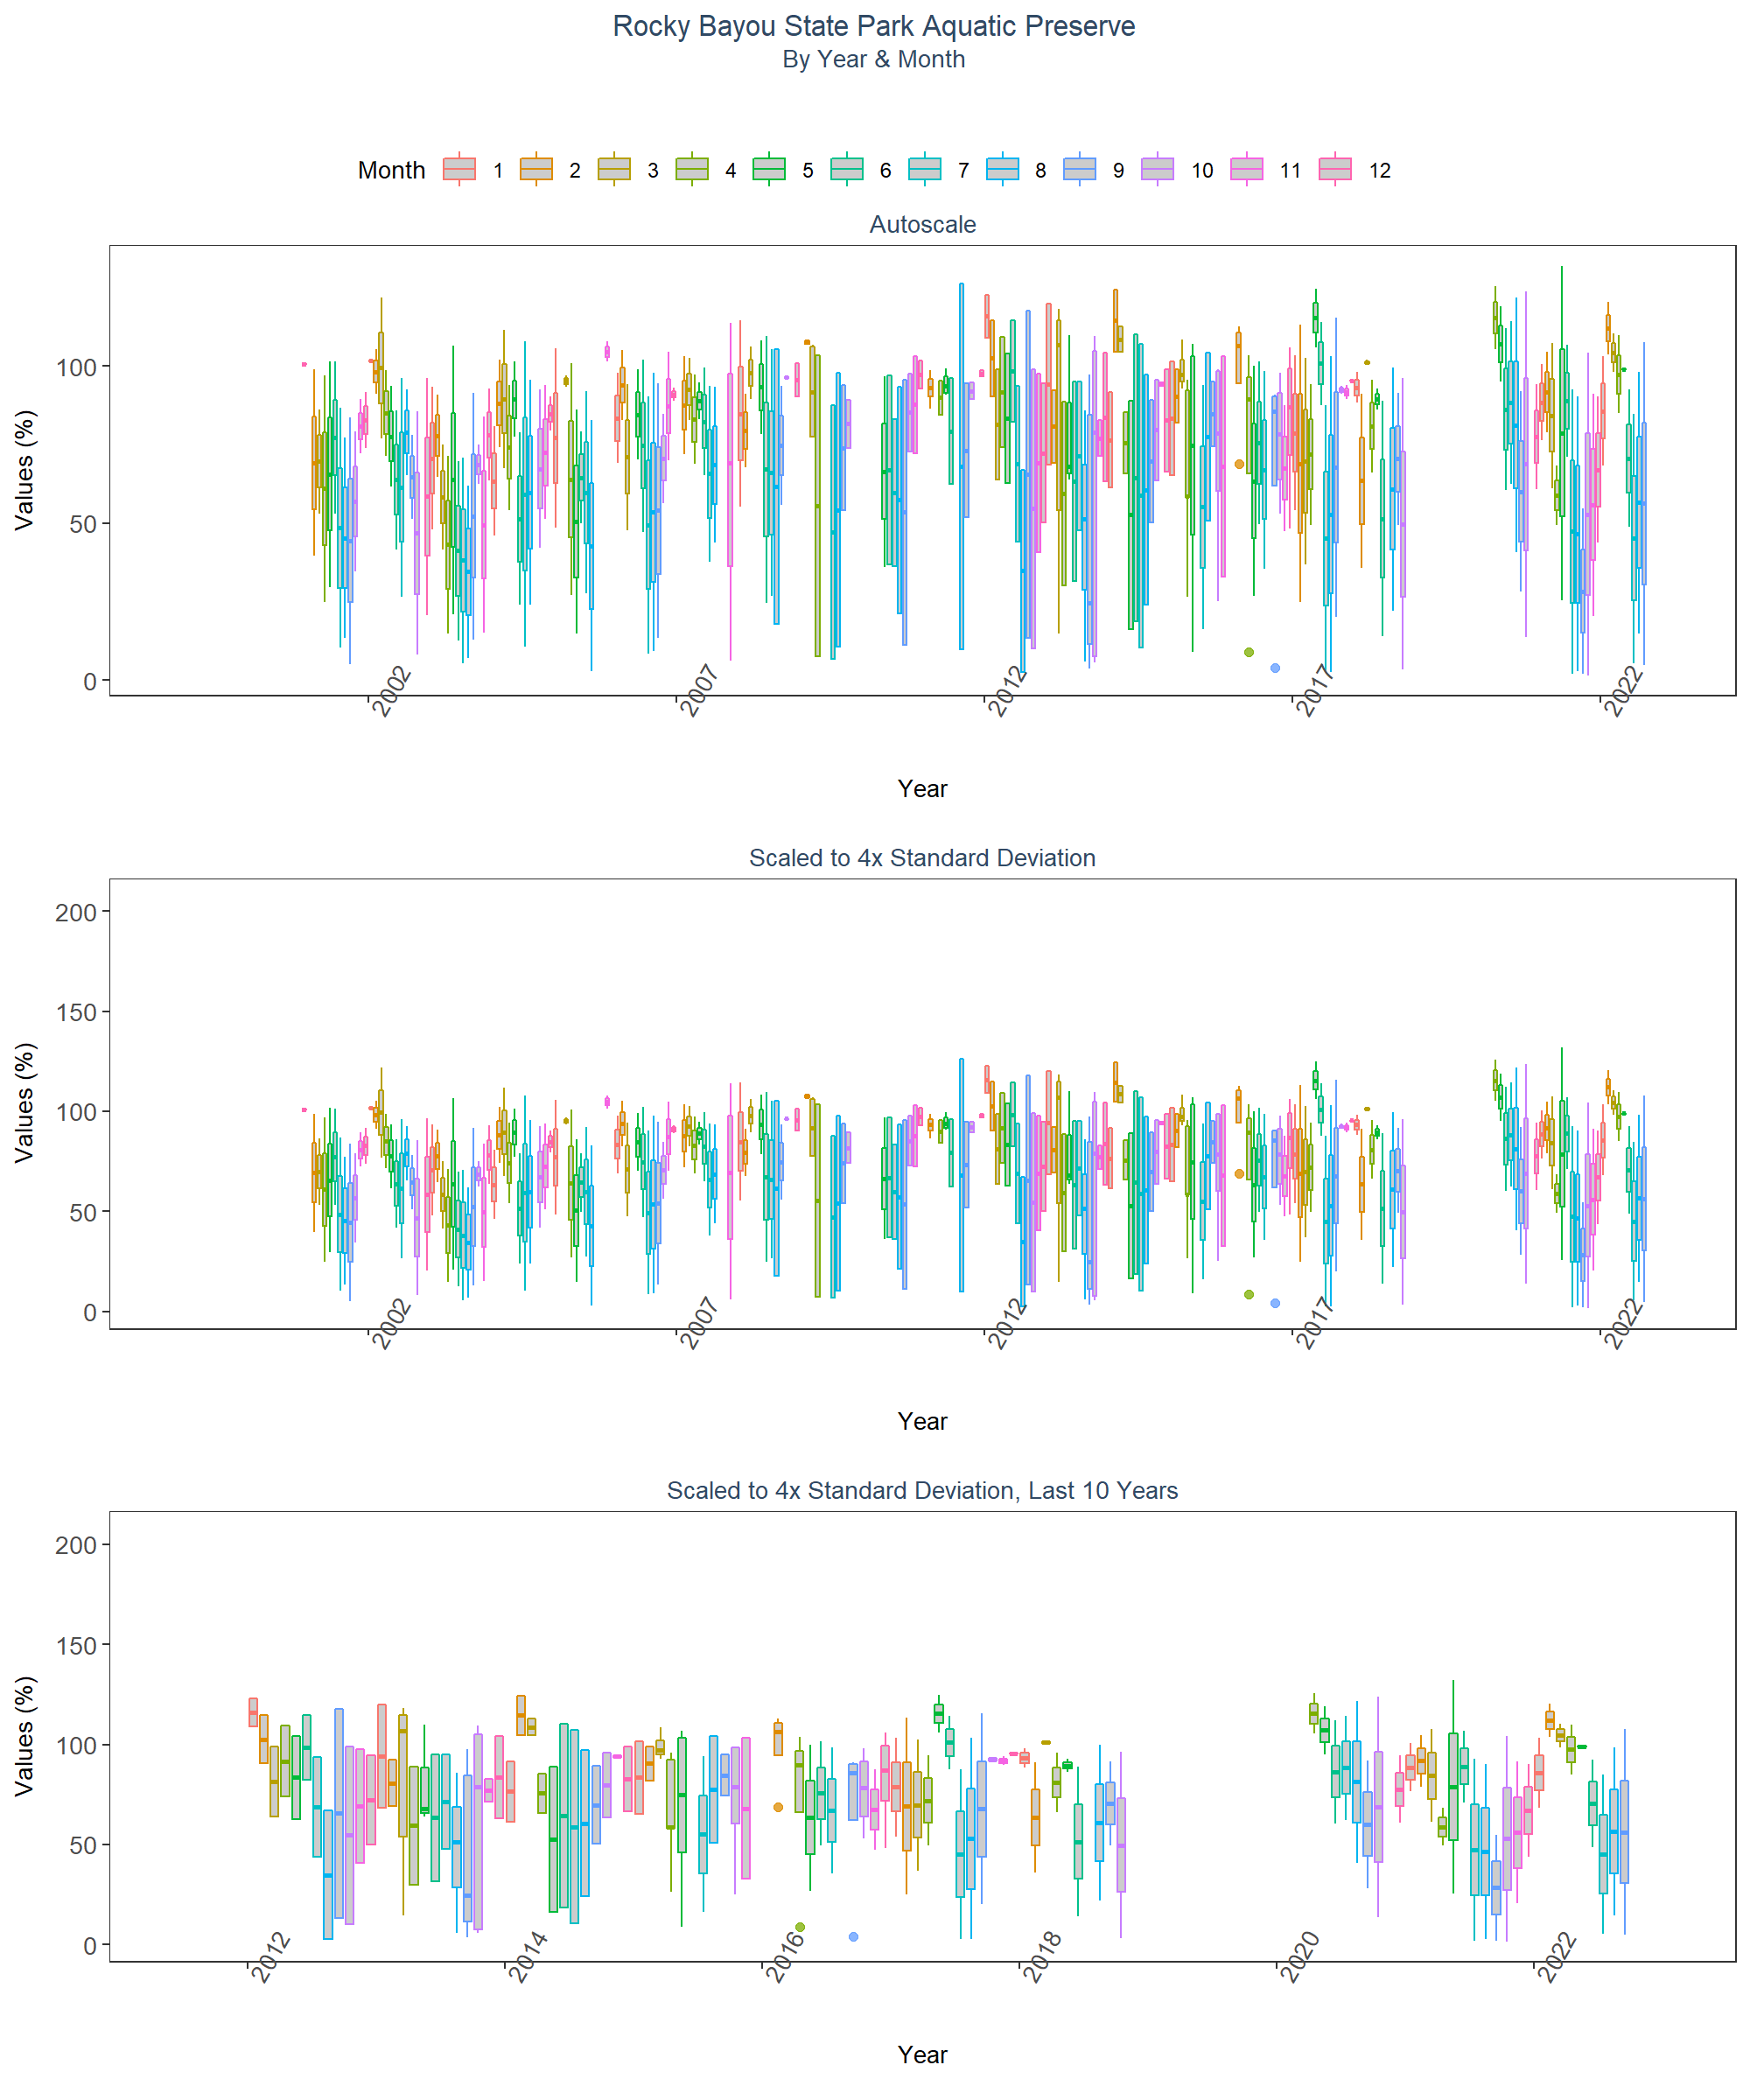 Rocky Bayou State Park Aquatic Preserve
By Year & Month
Month 1 2 3 4 5 6 7 8 9 10 11 12
Autoscale
Values (%)
100
50
0
2002 2007 2012 2017 2022
Year
Scaled to 4x Standard Deviation
Values (%)
200
150
100
50
0
2002 2007 2012 2017 2022
Year
Scaled to 4x Standard Deviation, Last 10 Years
Values (%)
200
150
100
50
0
2012 2014 2016 2018 2020 2022
Year